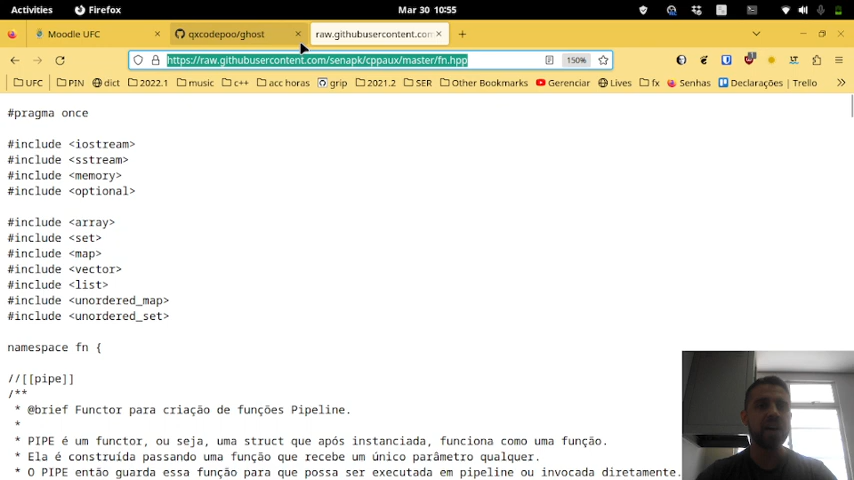 Activities
Firefox
Mar 30 10:55
Moodle UFC
qxcodepoo/ghost
raw.githubusercontent.com
https://raw.githubusercontent.com/senapk/cppaux/master/fn.hpp
150%
UFC
PIN
dict
2022.1
music
c++
acc horas
grip
2021.2
SER
Other Bookmarks
Gerenciar
Lives
fx
Senhas
Declarações | Trello
#pragma once
#include <iostream>
#include <sstream>
#include <memory>
#include <optional>
#include <array>
#include <set>
#include <map>
#include <vector>
#include <list>
#include <unordered_map>
#include <unordered_set>
namespace fn {
//[[pipe]]
/**
* @brief Functor para criação de funções Pipeline.
*
* PIPE é um functor, ou seja, uma struct que após instanciada, funciona como uma função.
* Ela é construída passando uma função que recebe um único parâmetro qualquer.
* O PIPE então guarda essa função para que possa ser executada em pipeline ou invocada diretamente.